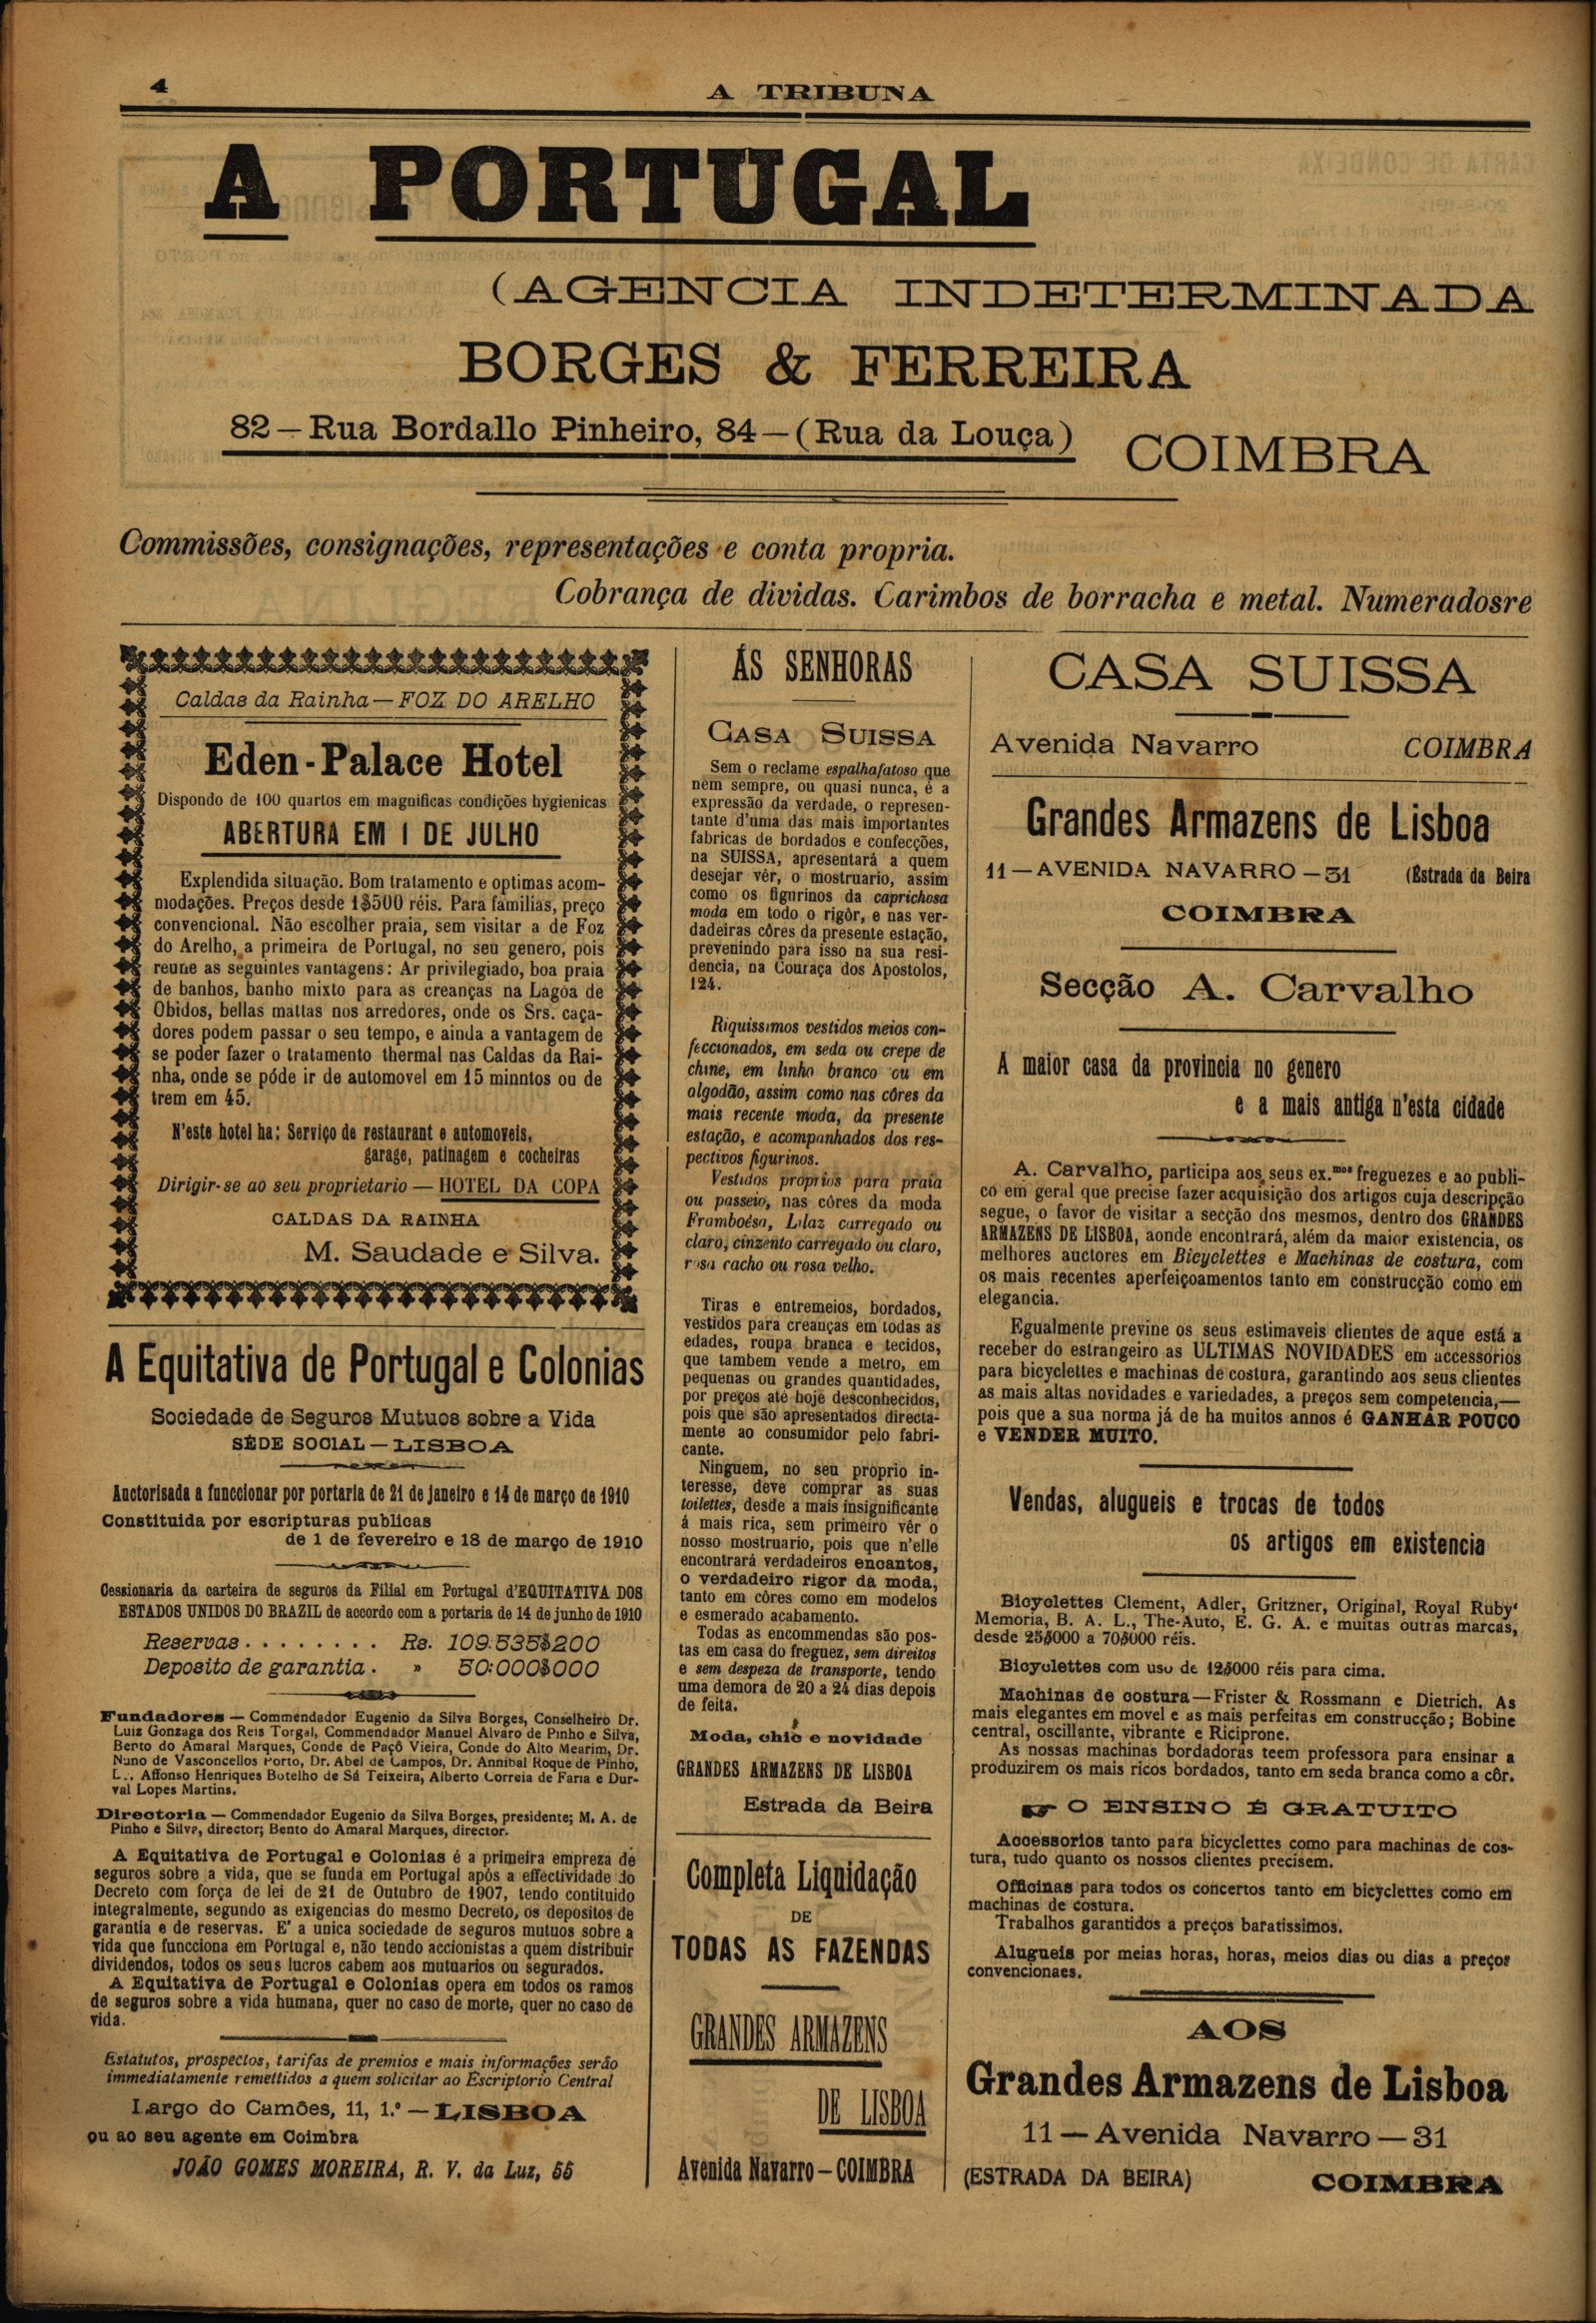 4
A TRIBUNA
A PORTUGAL
(AGENCIA INDETERMINADA
BORGES & FERREIRA
82—Rua Bordallo Pinheiro, 84—(Rua da Louça)
COIMBRA
Commissões, consignações, representações e conta propria.
Cobrança de dividas. Carimbos de borracha e metal. Numeradosre
Caldas da Rainha—FOZ DO ARELHO
Eden-Palace Hotel
Dispondo de 100 quartos em magnificas condições hygienicas
ABERTURA EM 1 DE JULHO
Explendida situação. Bom tratamento e optimas acom-
modações. Preços desde 1$500 réis. Para familias, preço
convencional. Não escolher praia, sem visitar a de Foz
do Arelho, a primeira de Portugal, no seu genero, pois
reune as seguintes vantagens: Ar privilegiado, boa praia
de banhos, banho mixto para as creanças na Lagôa de
Obidos, bellas mattas nos arredores, onde os Srs. caça-
dores podem passar o seu tempo, e ainda a vantagem de
se poder fazer o tratamento thermal nas Caldas da Rai-
nha, onde se póde ir de automovel em 15 minntos ou de
trem em 45.
N'este hotel ha: Serviço de restaurant e automoveis,
garage, patinagem e cocheiras
Dirigir-se ao seu proprietario — HOTEL DA COPA
CALDAS DA RAINHA
M. Saudade e Silva.
A Equitativa de Portugal e Colonias
Sociedade de Seguros Mutuos sobre a Vida
SÉDE SOCIAL—LISBOA
Auctorisada a funccionar por portaria de 21 de janeiro e 14 de março de 1910
Constituida por escripturas publicas
de 1 de fevereiro e 18 de março de 1910
Cessionaria da carteira de seguros da Filial em Portugal d'EQUITATIVA DOS
ESTADOS UNIDOS DO BRAZIL de accordo com a portaria de 14 de junho de 1910
Reservas . . . . . . . . Rs. 109:535$200
Deposito de garantia . » 50:000$000
Fundadores — Commendador Eugenio da Silva Borges, Conselheiro Dr.
Luiz Gonzaga dos Reis Torgal, Commendador Manuel Alvaro de Pinho e Silva,
Bento do Amaral Marques, Conde de Paçô Vieira, Conde do Alto Mearim, Dr.
Nuno de Vasconcellos Porto, Dr. Abel de Campos, Dr. Annibal Roque de Pinho,
Affonso Henriques Botelho de Sá Teixeira, Alberto Correia de Faria e Dur-
val Lopes Martins.
Directoria — Commendador Eugenio da Silva Borges, presidente; M. A. de
Pinho e Silva, director; Bento do Amaral Marques, director.
A Equitativa de Portugal e Colonias é a primeira empreza de
seguros sobre a vida, que se funda em Portugal após a effectividade do
Decreto com força de lei de 21 de Outubro de 1907, tendo contituido
integralmente, segundo as exigencias do mesmo Decreto, os depositos de
garantia e de reservas. E' a unica sociedade de seguros mutuos sobre a
vida que funcciona em Portugal e, não tendo accionistas a quem distribuir
dividendos, todos os seus lucros cabem aos mutuarios ou segurados.
A Equitativa de Portugal e Colonias opera em todos os ramos
de seguros sobre a vida humana, quer no caso de morte, quer no caso de
vida.
Estatutos, prospectos, tarifas de premios e mais informações serão
immediatamente remettidos a quem solicitar ao Escriptorio Central
Largo do Camões, 11, 1.º—LISBOA
ou ao seu agente em Coimbra
JOÃO GOMES MOREIRA, R. V. da Luz, 55
ÁS SENHORAS
CASA SUISSA
Sem o reclame espalhafatoso que
nem sempre, ou quasi nunca, é a
expressão da verdade, o represen-
tante d'uma das mais importantes
fabricas de bordados e confecções,
na SUISSA, apresentará a quem
desejar vêr, o mostruario, assim
como os figurinos da caprichosa
moda em todo o rigôr, e nas ver-
dadeiras côres da presente estação,
prevenindo para isso na sua resi-
dencia, na Couraça dos Apostolos,
124.
Riquissimos vestidos meios con-
feccionados, em seda ou crepe de
chine, em linho branco ou em
algodão, assim como nas côres da
mais recente moda, da presente
estação, e acompanhados dos res-
pectivos figurinos.
Vestidos proprios para praia
ou passeio, nas côres da moda
Framboêsa, Lilaz carregado ou
claro, cinzento carregado ou claro,
rosa cacho ou rosa velho.
Tiras e entremeios, bordados,
vestidos para creanças em todas as
edades, roupa branca e tecidos,
que tambem vende a metro, em
pequenas ou grandes quantidades,
por preços até hoje desconhecidos,
pois que são apresentados directa-
mente ao consumidor pelo fabri-
cante.
Ninguem, no seu proprio in-
teresse, deve comprar as suas
toilettes, desde a mais insignificante
á mais rica, sem primeiro vêr o
nosso mostruario, pois que n'elle
encontrará verdadeiros encantos,
o verdadeiro rigor da moda,
tanto em côres como em modelos
e esmerado acabamento.
Todas as encommendas são pos-
tas em casa do freguez, sem direitos
e sem despeza de transporte, tendo
uma demora de 20 a 24 dias depois
de feita.
Moda, chic e novidade
GRANDES ARMAZENS DE LISBOA
Estrada da Beira
Completa Liquidação
DE
TODAS AS FAZENDAS
GRANDES ARMAZENS
DE LISBOA
Avenida Navarro—COIMBRA
CASA SUISSA
Avenida Navarro COIMBRA
Grandes Armazens de Lisboa
11—AVENIDA NAVARRO—31 (Estrada da Beira
COIMBRA
Secção A. Carvalho
A maior casa da provincia no genero
e a mais antiga n'esta cidade
A. Carvalho, participa aos seus ex.mos freguezes e ao publi-
co em geral que precise fazer acquisição dos artigos cuja descripção
segue, o favor de visitar a secção dos mesmos, dentro dos GRANDES
ARMAZENS DE LISBOA, aonde encontrará, além da maior existencia, os
melhores auctores em Bicyclettes e Machinas de costura, com
os mais recentes aperfeiçoamentos tanto em construcção como em
elegancia.
Egualmente previne os seus estimaveis clientes de aque está a
receber do estrangeiro as ULTIMAS NOVIDADES em accessorios
para bicyclettes e machinas de costura, garantindo aos seus clientes
as mais altas novidades e variedades, a preços sem competencia,—
pois que a sua norma já de ha muitos annos é GANHAR POUCO
e VENDER MUITO.
Vendas, alugueis e trocas de todos
os artigos em existencia
Bicyclettes Clement, Adler, Gritzner, Original, Royal Ruby'
Memoria, B. A. L., The-Auto, E. G. A. e muitas outras marcas,
desde 25$000 a 70$000 réis.
Bicyclettes com uso de 12$000 réis para cima.
Machinas de costura—Frister & Rossmann e Dietrich. As
mais elegantes em movel e as mais perfeitas em construcção; Bobine
central, oscillante, vibrante e Riciprone.
As nossas machinas bordadoras teem professora para ensinar a
produzirem os mais ricos bordados, tanto em seda branca como a côr.
☛ O ENSINO É GRATUITO
Accessorios tanto para bicyclettes como para machinas de cos-
tura, tudo quanto os nossos clientes precisem.
Officinas para todos os concertos tanto em bicyclettes como em
machinas de costura.
Trabalhos garantidos a preços baratissimos.
Alugueis por meias horas, horas, meios dias ou dias a preços
convencionaes.
AOS
Grandes Armazens de Lisboa
11—Avenida Navarro—31
(ESTRADA DA BEIRA) COIMBRA